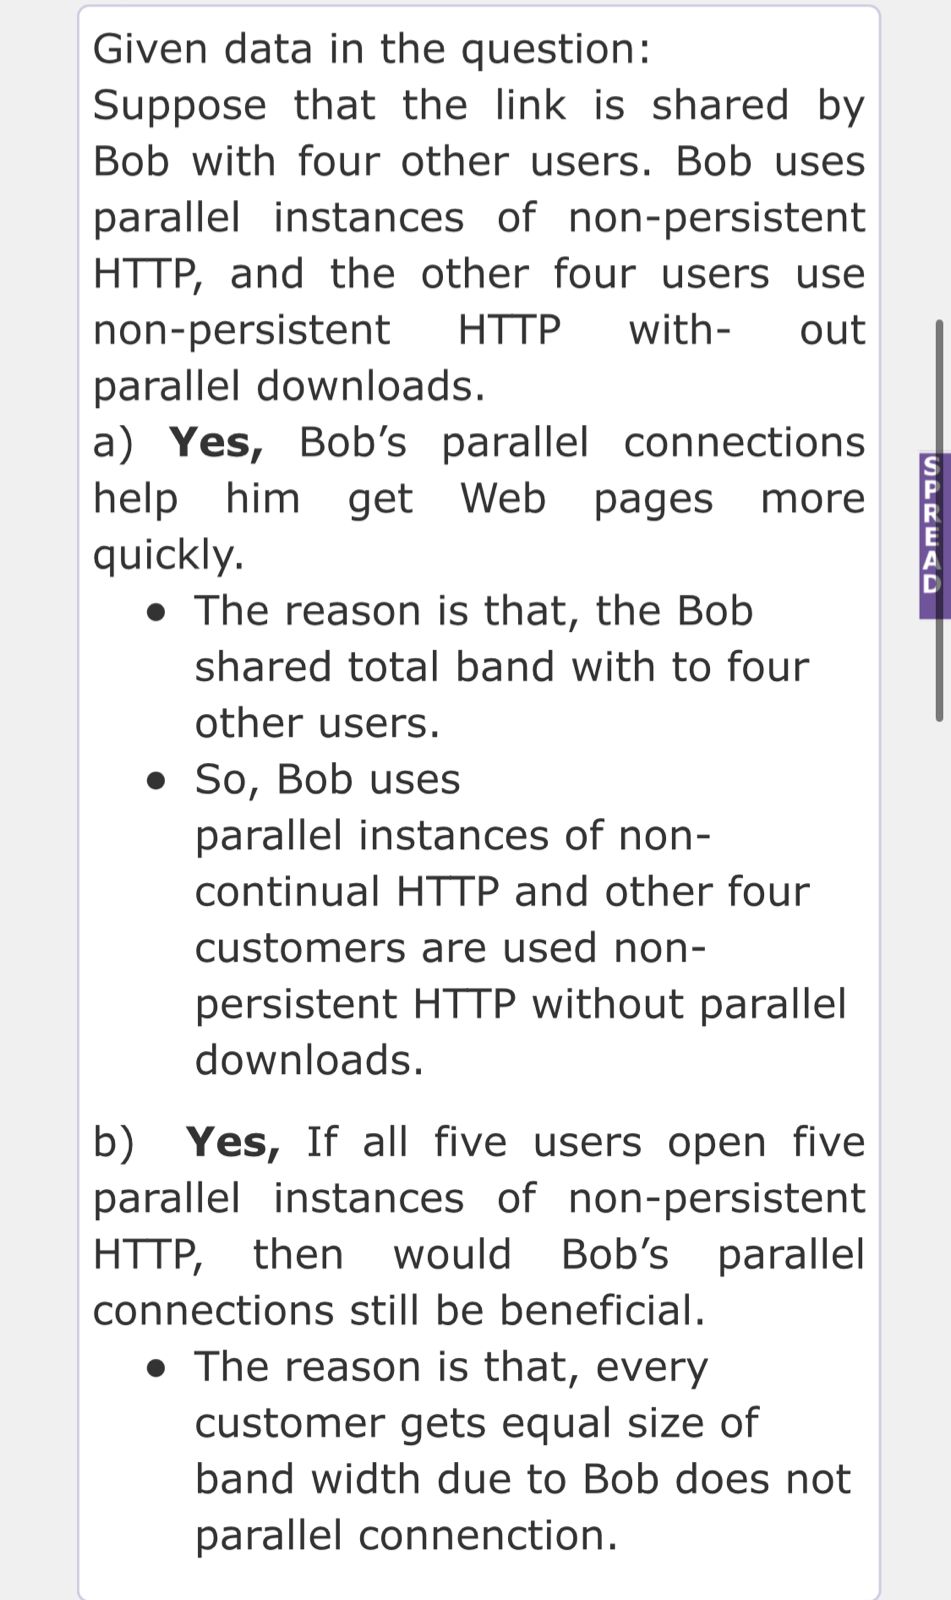 Given data in the question:
Suppose that the link is shared by
Bob with four other users. Bob uses
parallel instances of non-persistent
HTTP, and the other four users use
non-persistent HTTP with- out
parallel downloads.
a) Yes, Bob’s parallel connections
help him get Web pages more
quickly.
• The reason is that, the Bob
shared total band with to four
other users.
• So, Bob uses
parallel instances of non-
continual HTTP and other four
customers are used non-
persistent HTTP without parallel
downloads.
b) Yes, If all five users open five
parallel instances of non-persistent
HTTP, then would Bob’s parallel
connections still be beneficial.
• The reason is that, every
customer gets equal size of
band width due to Bob does not
parallel connenction.
SPREAD